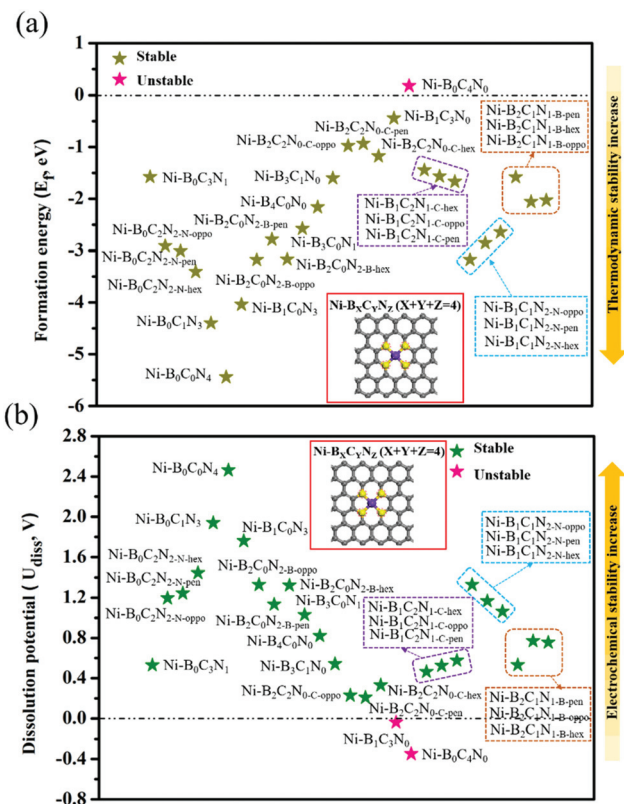 (a)
Stable
Unstable
Ni-B₀C₄N₀
Ni-B₁C₃N₀
Ni-B₂C₂N₀₋C₋pen
Ni-B₂C₂N₀₋C₋oppo
Ni-B₂C₂N₀₋C₋hex
Ni-B₂C₁N₁₋B₋pen
Ni-B₂C₁N₁₋B₋hex
Ni-B₂C₁N₁₋B₋oppo
Ni-B₀C₃N₁
Ni-B₃C₁N₀
Ni-B₄C₀N₀
Ni-B₁C₂N₁₋C₋hex
Ni-B₁C₂N₁₋C₋oppo
Ni-B₁C₂N₁₋C₋pen
Ni-B₂C₀N₂₋B₋pen
Ni-B₀C₂N₂₋N₋oppo
Ni-B₃C₀N₁
Ni-B₀C₂N₂₋N₋pen
Ni-B₂C₀N₂₋B₋hex
Ni-B₀C₂N₂₋N₋hex
Ni-B₂C₀N₂₋B₋oppo
Ni-B₁C₀N₃
Ni-B₀C₁N₃
Ni-B₀C₀N₄
Ni-B₁C₁N₂₋N₋oppo
Ni-B₁C₁N₂₋N₋pen
Ni-B₁C₁N₂₋N₋hex
Ni-BₓCᵧN_Z (X+Y+Z=4)
1
0
-1
-2
-3
-4
-5
-6
Formation energy (E_f, eV)
Thermodynamic stability increase
(b)
Ni-BₓCᵧN_Z (X+Y+Z=4)
Stable
Unstable
Ni-B₀C₀N₄
Ni-B₀C₁N₃
Ni-B₁C₀N₃
Ni-B₁C₁N₂₋N₋oppo
Ni-B₁C₁N₂₋N₋pen
Ni-B₁C₁N₂₋N₋hex
Ni-B₀C₂N₂₋N₋hex
Ni-B₂C₀N₂₋B₋oppo
Ni-B₀C₂N₂₋N₋pen
Ni-B₂C₀N₂₋B₋hex
Ni-B₃C₀N₁
Ni-B₀C₂N₂₋N₋oppo
Ni-B₂C₀N₂₋B₋pen
Ni-B₁C₂N₁₋C₋hex
Ni-B₁C₂N₁₋C₋oppo
Ni-B₁C₂N₁₋C₋pen
Ni-B₄C₀N₀
Ni-B₀C₃N₁
Ni-B₃C₁N₀
Ni-B₂C₂N₀₋C₋oppo
Ni-B₂C₂N₀₋C₋hex
Ni-B₂C₂N₀₋C₋pen
Ni-B₂C₁N₁₋B₋pen
Ni-B₂C₁N₁₋B₋oppo
Ni-B₂C₁N₁₋B₋hex
Ni-B₁C₃N₀
Ni-B₀C₄N₀
2.8
2.4
2.0
1.6
1.2
0.8
0.4
0.0
-0.4
-0.8
Dissolution potential ( U_diss, V)
Electrochemical stability increase